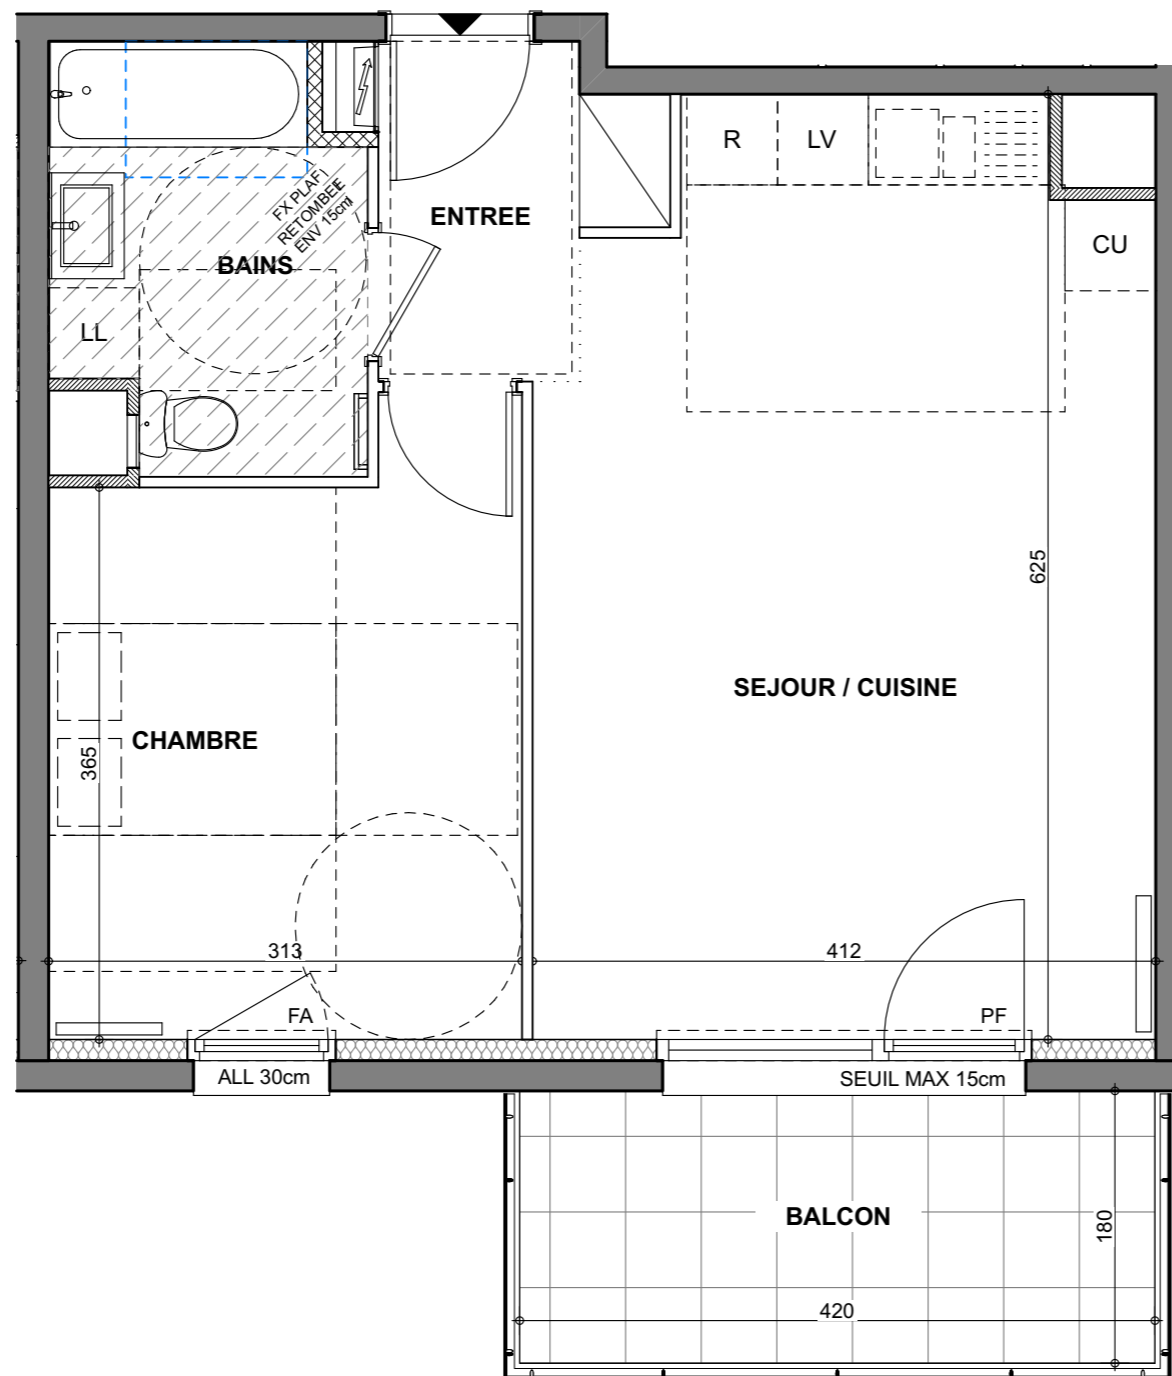 R
LV
ENTREE
FX PLAF
RETOMBEE
ENV 15cm
BAINS
CU
LL
625
SEJOUR / CUISINE
CHAMBRE
365
313
412
FA
PF
ALL 30cm
SEUIL MAX 15cm
BALCON
180
420